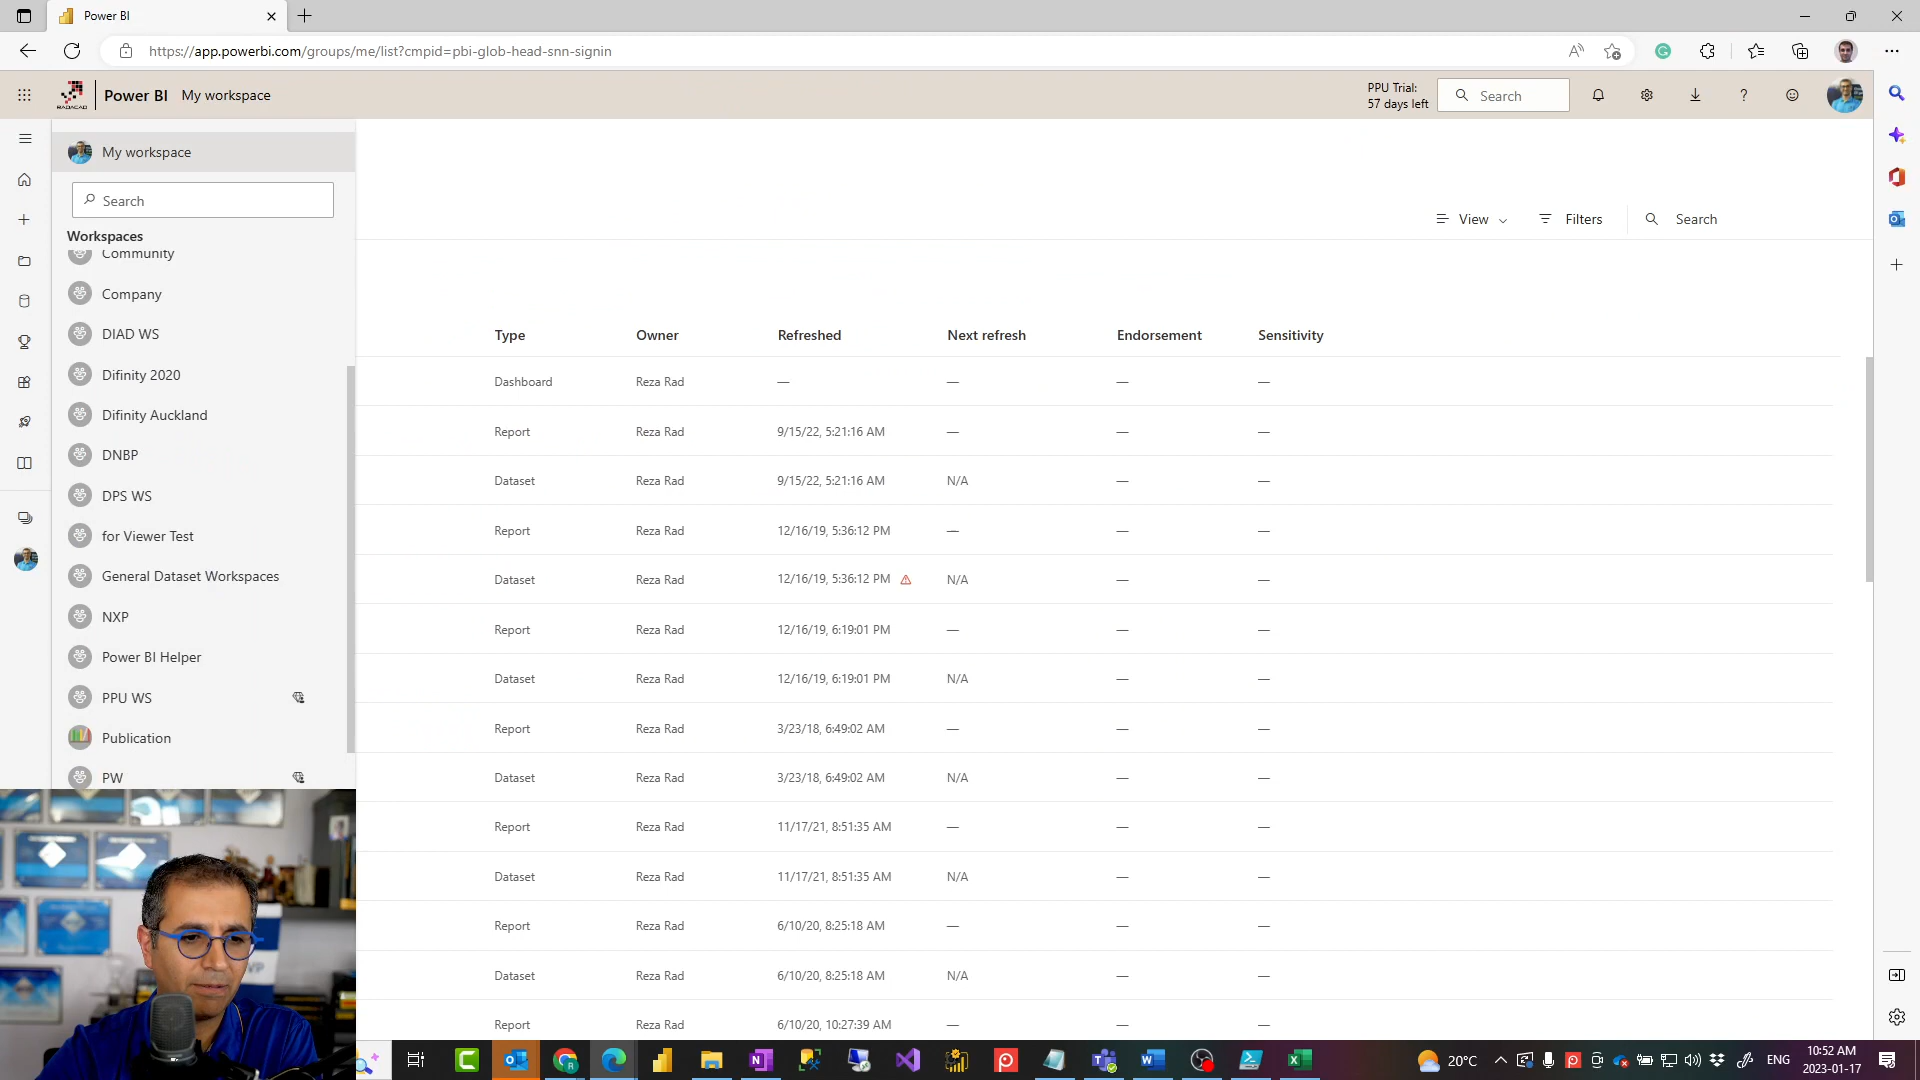 Power BI
https://app.powerbi.com/groups/me/list?cmpid=pbi-glob-head-snn-signin
RADACAD
Power BI My workspace
PPU Trial:
57 days left
Search
My workspace
Search
Workspaces
Community
Company
DIAD WS
Difinity 2020
Difinity Auckland
DNBP
DPS WS
for Viewer Test
General Dataset Workspaces
NXP
Power BI Helper
PPU WS
Publication
PW
View Filters Search
Type Owner Refreshed Next refresh Endorsement Sensitivity
Dashboard Reza Rad — — — —
Report Reza Rad 9/15/22, 5:21:16 AM — — —
Dataset Reza Rad 9/15/22, 5:21:16 AM N/A — —
Report Reza Rad 12/16/19, 5:36:12 PM — — —
Dataset Reza Rad 12/16/19, 5:36:12 PM N/A — —
Report Reza Rad 12/16/19, 6:19:01 PM — — —
Dataset Reza Rad 12/16/19, 6:19:01 PM N/A — —
Report Reza Rad 3/23/18, 6:49:02 AM — — —
Dataset Reza Rad 3/23/18, 6:49:02 AM N/A — —
Report Reza Rad 11/17/21, 8:51:35 AM — — —
Dataset Reza Rad 11/17/21, 8:51:35 AM N/A — —
Report Reza Rad 6/10/20, 8:25:18 AM — — —
Dataset Reza Rad 6/10/20, 8:25:18 AM N/A — —
Report Reza Rad 6/10/20, 10:27:39 AM — — —
20°C
ENG
10:52 AM
2023-01-17